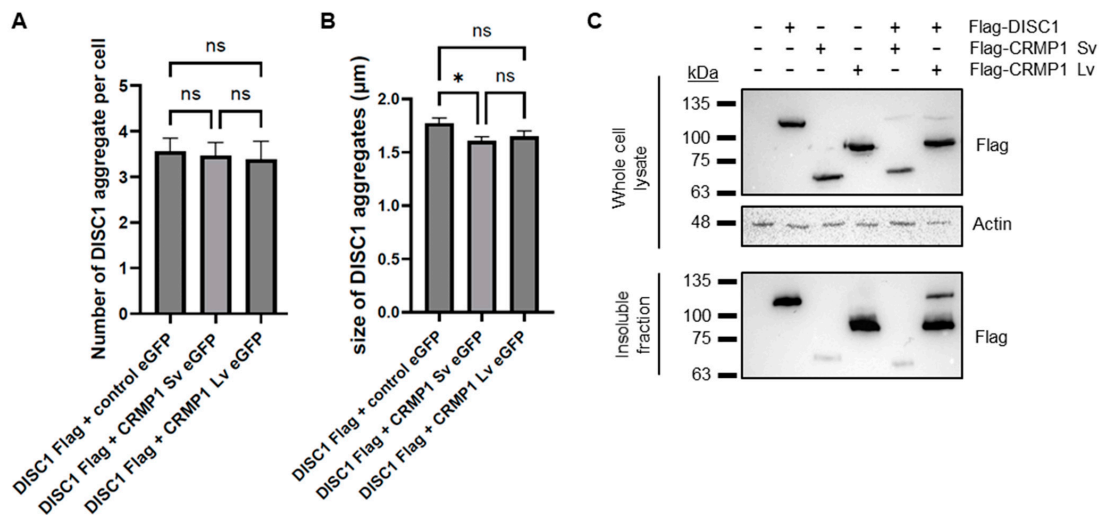 A
Number of DISC1 aggregate per cell
5
4
3
2
1
0
ns
ns
ns
DISC1 Flag + control eGFP
DISC1 Flag + CRMP1 Sv eGFP
DISC1 Flag + CRMP1 Lv eGFP
B
size of DISC1 aggregates (µm)
2.0
1.5
1.0
0.5
0.0
ns
*
ns
DISC1 Flag + control eGFP
DISC1 Flag + CRMP1 Sv eGFP
DISC1 Flag + CRMP1 Lv eGFP
C
- + - - + + Flag-DISC1
- - + - + - Flag-CRMP1 Sv
- - - + - + Flag-CRMP1 Lv
kDa
Whole cell
lysate
135
100
75
63
Flag
48
Actin
Insoluble
fraction
135
100
75
63
Flag